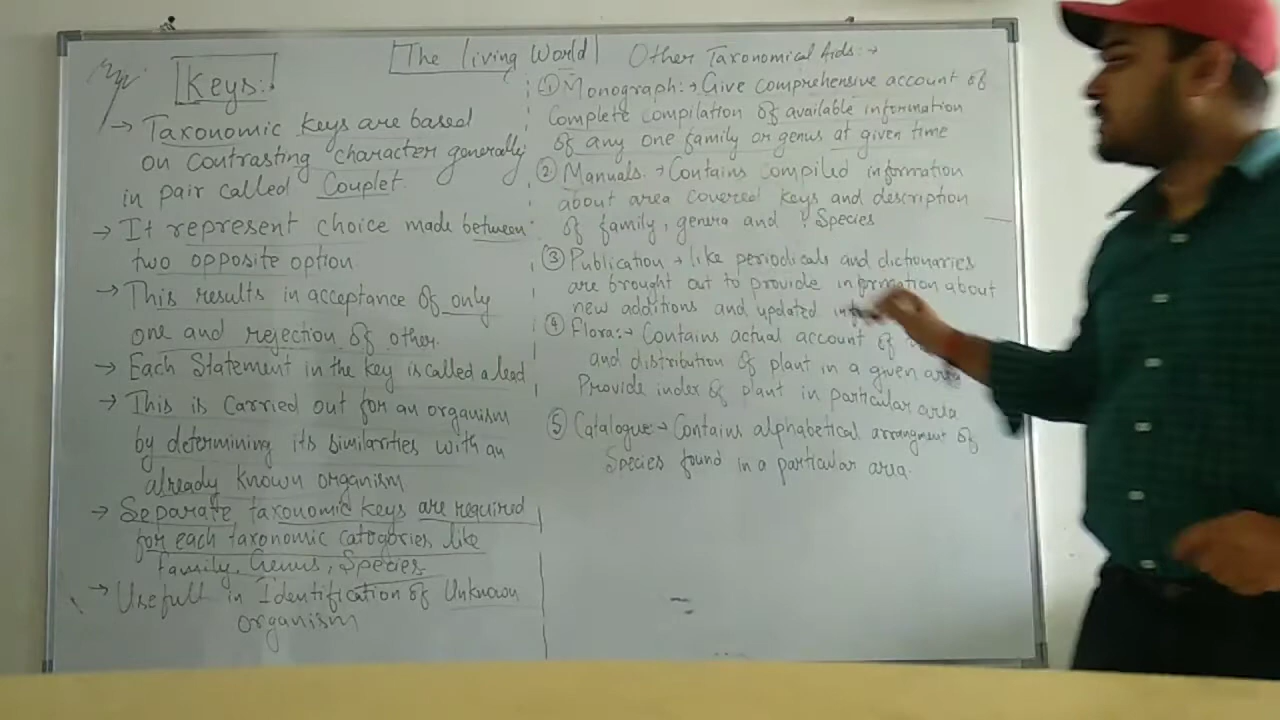 The living World
Keys:
→ Taxonomic keys are based
on contrasting character generally
in pair called Couplet.
→ It represent choice made between
two opposite option
→ This results in acceptance of only
one and rejection of other.
→ Each Statement in the key is called a lead
→ This is Carried out for an organism
by determining its similarities with an
already known organism
→ Separate taxonomic keys are required
for each taxonomic catogories like
family, Genus, Species
→ Usefull in Identification of Unknown
organism
Other Taxonomical Aids: →
① Monograph: → Give comprehensive account of
Complete compilation of available information
of any one family or genus at given time
② Manuals. → Contains compiled information
about area covered keys and description
of family, genera and Species
③ Publication → like periodicals and dictionaries
are brought out to provide information about
new additions and updated
④ Flora: → Contains actual account of
and distribution of plant in a given area
Provide index of plant in particular area
⑤ Catalogue → Contains alphabetical arrangment of
Species found in a particular area.